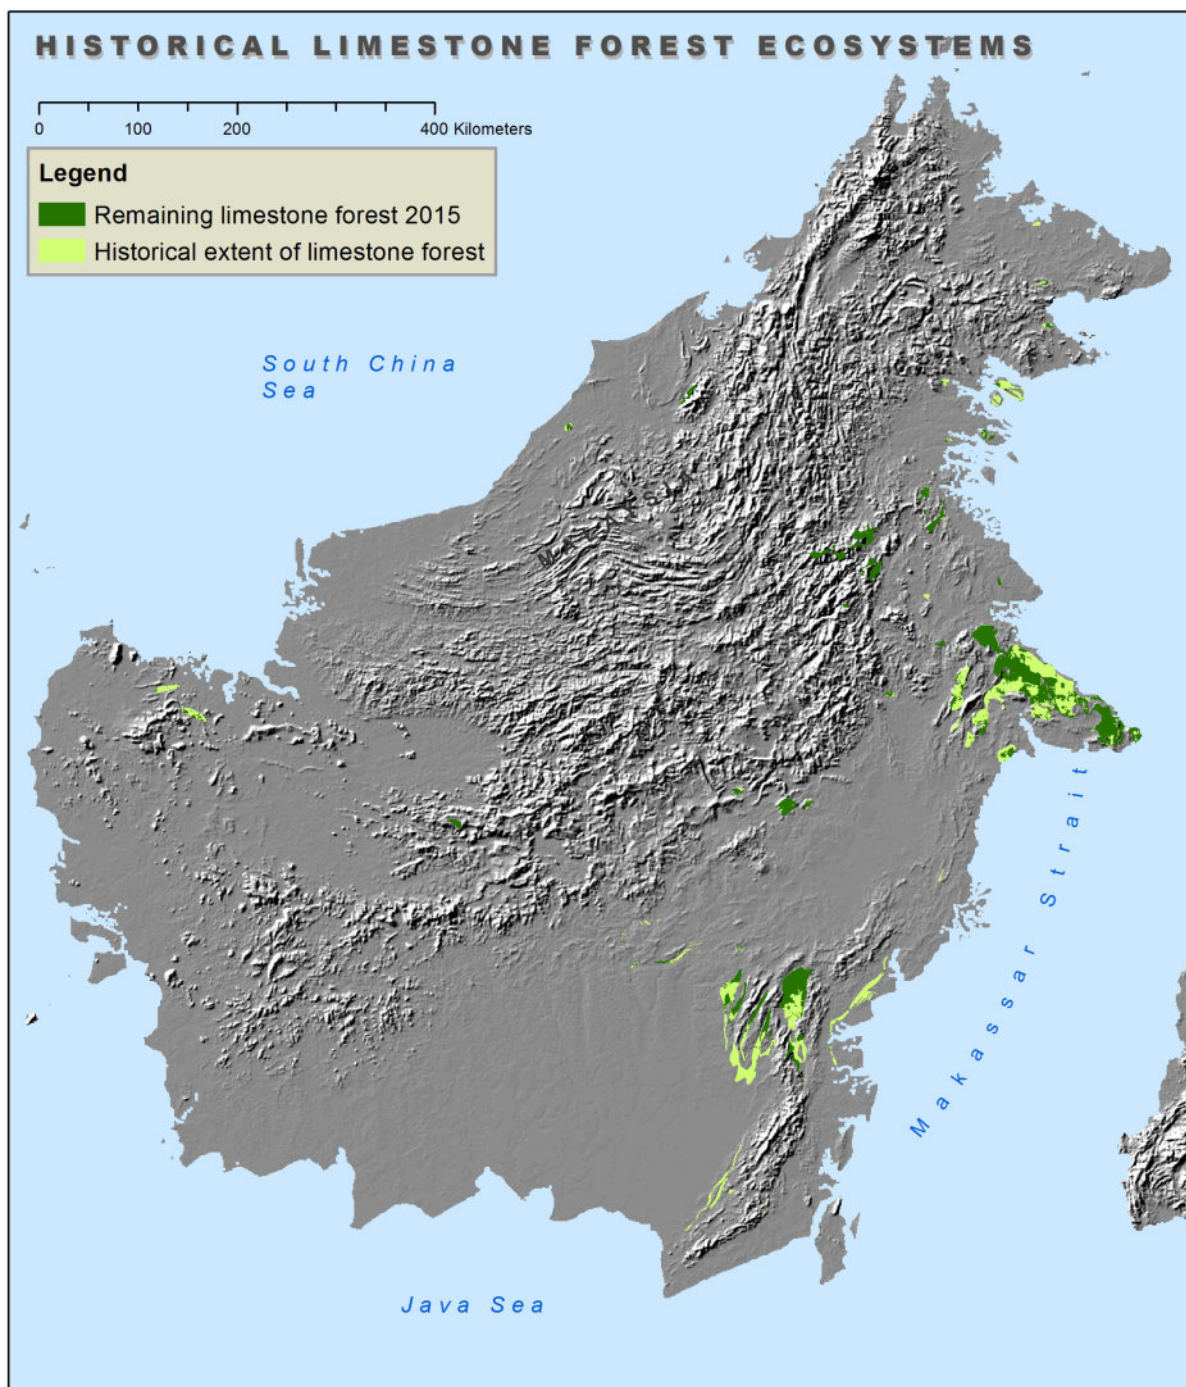 HISTORICAL LIMESTONE FOREST ECOSYSTEMS
0 100 200 400 Kilometers
Legend
Remaining limestone forest 2015
Historical extent of limestone forest
South China
Sea
MALAYSIA
Makassar Strait
Java Sea